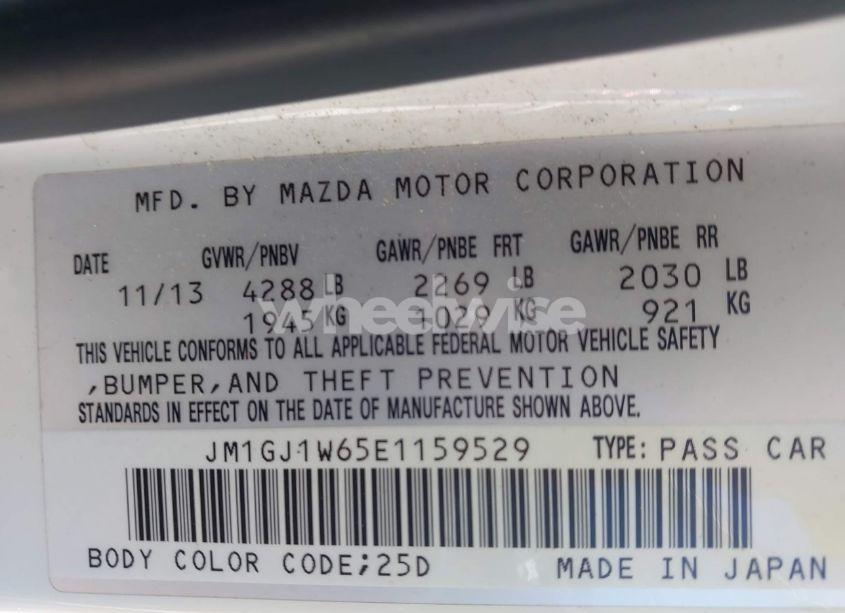 MFD. BY MAZDA MOTOR CORPORATION
DATE GVWR/PNBV GAWR/PNBE FRT GAWR/PNBE RR
11/13 4288 LB 2269 LB 2030 LB
1945 KG 1029 KG 921 KG
wheelwise
THIS VEHICLE CONFORMS TO ALL APPLICABLE FEDERAL MOTOR VEHICLE SAFETY
,BUMPER,AND THEFT PREVENTION
STANDARDS IN EFFECT ON THE DATE OF MANUFACTURE SHOWN ABOVE.
JM1GJ1W65E1159529 TYPE: PASS CAR
BODY COLOR CODE;25D MADE IN JAPAN